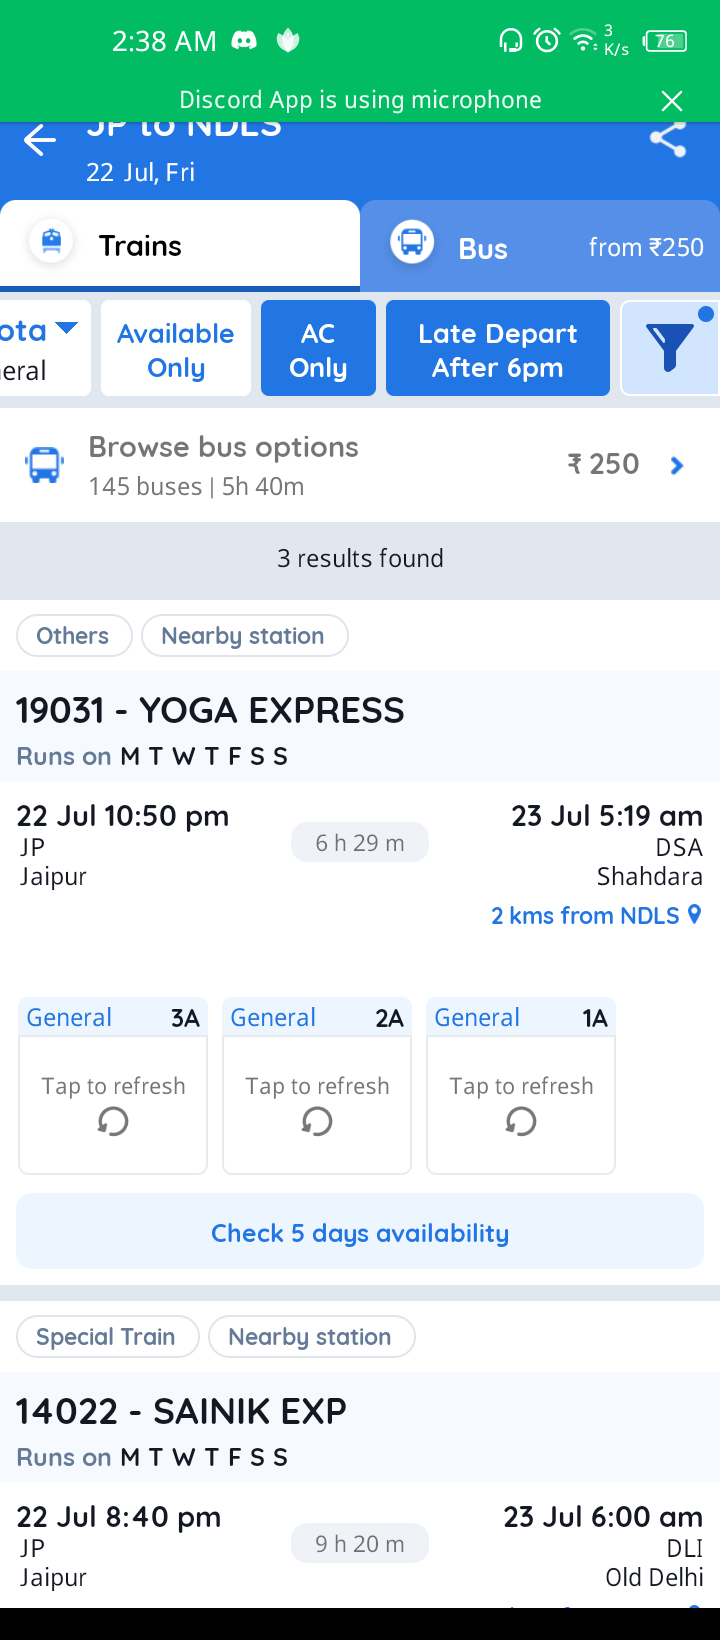 2:38 AM
3 K/s
76
Discord App is using microphone
JP to NDLS
22 Jul, Fri
Trains
Bus from ₹250
ota
eral
Available Only
AC Only
Late Depart After 6pm
Browse bus options
145 buses | 5h 40m
₹ 250
3 results found
Others
Nearby station
19031 - YOGA EXPRESS
Runs on M T W T F S S
22 Jul 10:50 pm
6 h 29 m
23 Jul 5:19 am
JP
DSA
Jaipur
Shahdara
2 kms from NDLS
General 3A
General 2A
General 1A
Tap to refresh
Tap to refresh
Tap to refresh
Check 5 days availability
Special Train
Nearby station
14022 - SAINIK EXP
Runs on M T W T F S S
22 Jul 8:40 pm
9 h 20 m
23 Jul 6:00 am
JP
DLI
Jaipur
Old Delhi